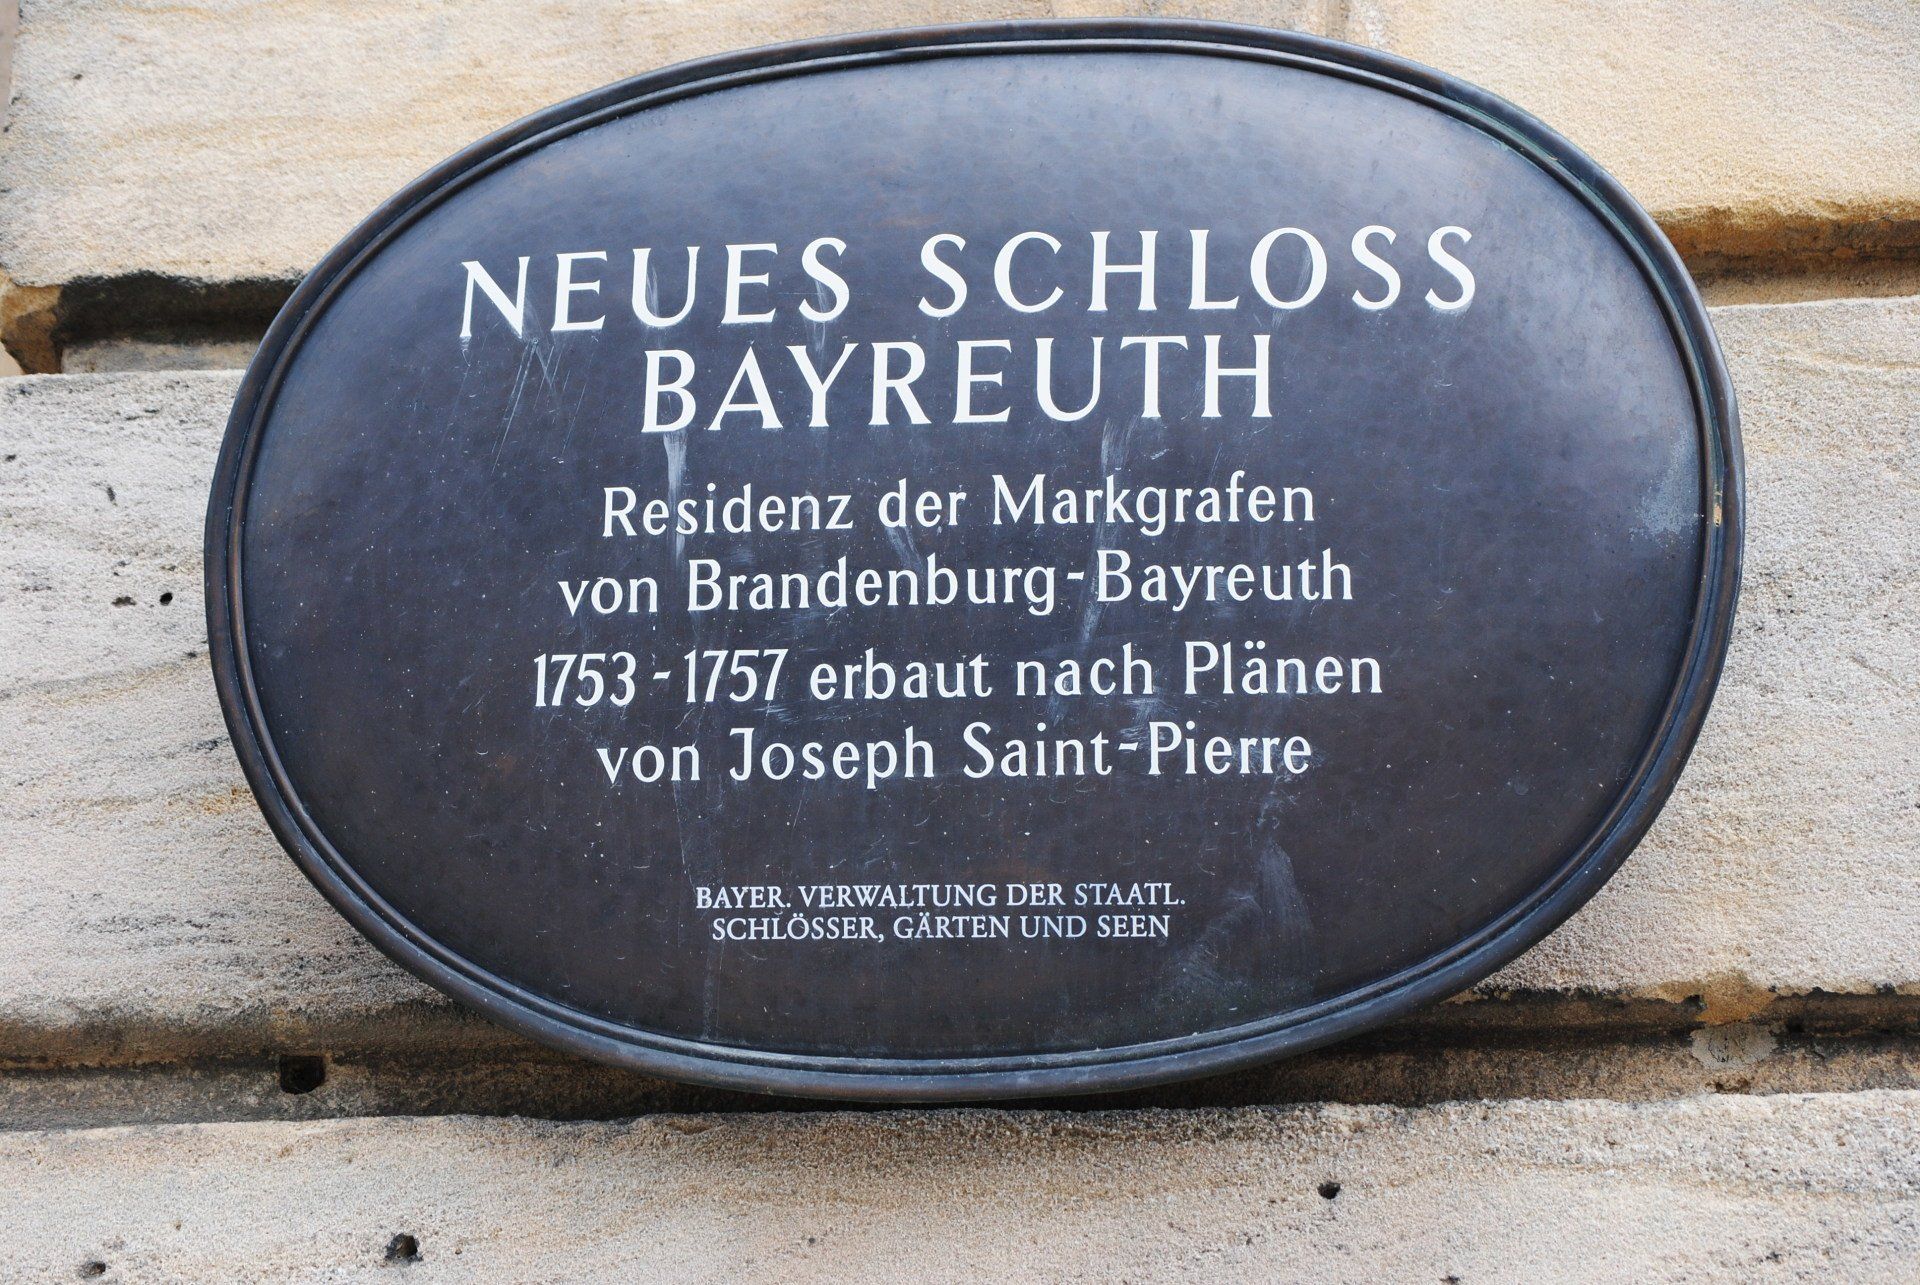 NEUES SCHLOSS
BAYREUTH
Residenz der Markgrafen
von Brandenburg-Bayreuth
1753-1757 erbaut nach Plänen
von Joseph Saint-Pierre
BAYER. VERWALTUNG DER STAATL.
SCHLÖSSER, GÄRTEN UND SEEN